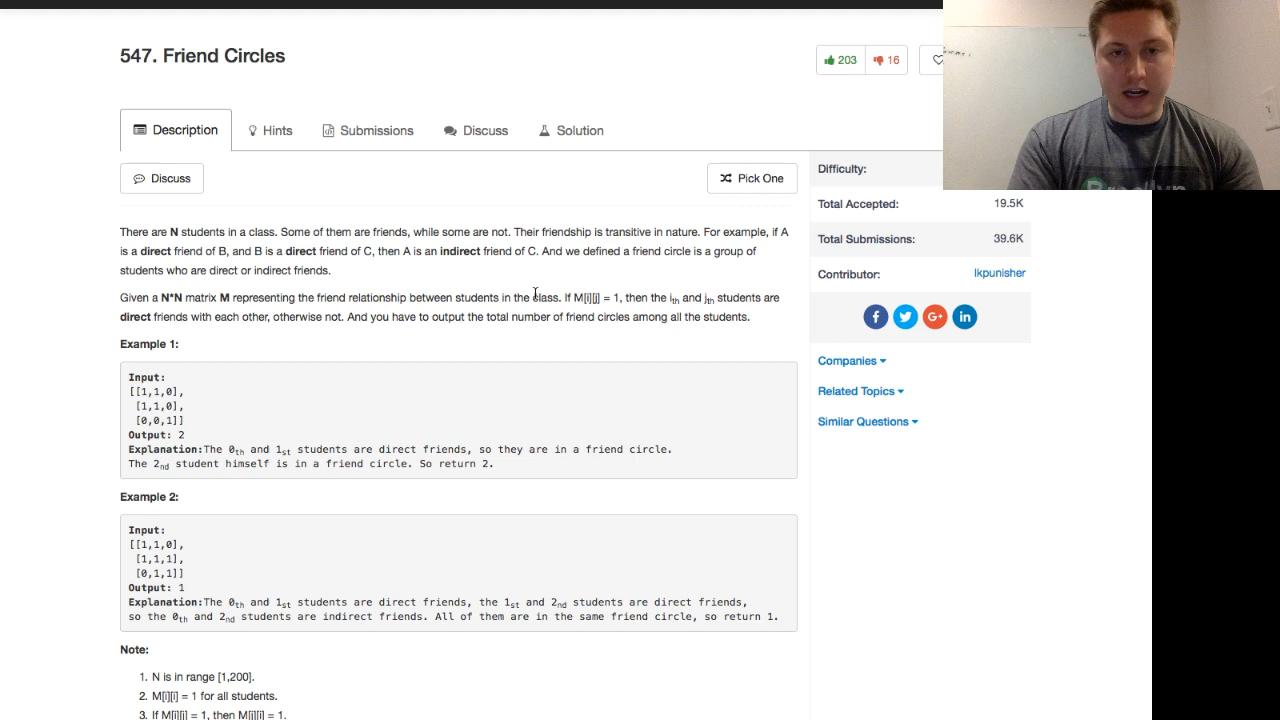 547. Friend Circles
203
16
Description
Hints
Submissions
Discuss
Solution
Discuss
Pick One
There are N students in a class. Some of them are friends, while some are not. Their friendship is transitive in nature. For example, if A
is a direct friend of B, and B is a direct friend of C, then A is an indirect friend of C. And we defined a friend circle is a group of
students who are direct or indirect friends.
Given a N*N matrix M representing the friend relationship between students in the class. If M[i][j] = 1, then the ith and jth students are
direct friends with each other, otherwise not. And you have to output the total number of friend circles among all the students.
Example 1:
Input:
[[1,1,0],
[1,1,0],
[0,0,1]]
Output: 2
Explanation:The 0th and 1st students are direct friends, so they are in a friend circle.
The 2nd student himself is in a friend circle. So return 2.
Example 2:
Input:
[[1,1,0],
[1,1,1],
[0,1,1]]
Output: 1
Explanation:The 0th and 1st students are direct friends, the 1st and 2nd students are direct friends,
so the 0th and 2nd students are indirect friends. All of them are in the same friend circle, so return 1.
Note:
1. N is in range [1,200].
2. M[i][i] = 1 for all students.
3. If M[i][j] = 1, then M[j][i] = 1.
Difficulty:
Total Accepted: 19.5K
Total Submissions: 39.6K
Contributor: lkpunisher
Companies
Related Topics
Similar Questions